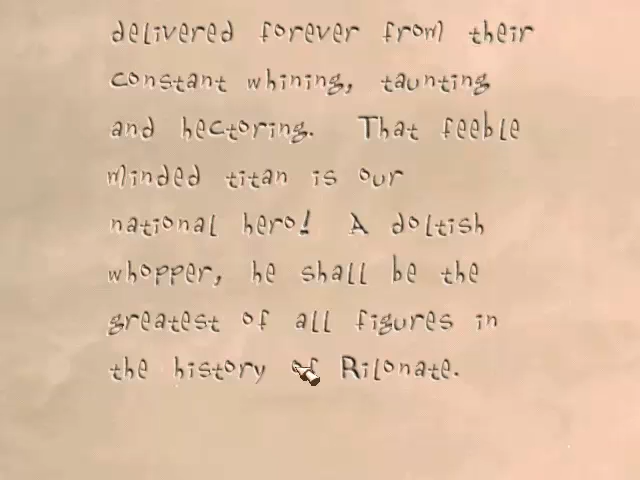 delivered forever from their
constant whining, taunting
and hectoring. That feeble
minded titan is our
national hero! A doltish
whopper, he shall be the
greatest of all figures in
the history of Rilonate.